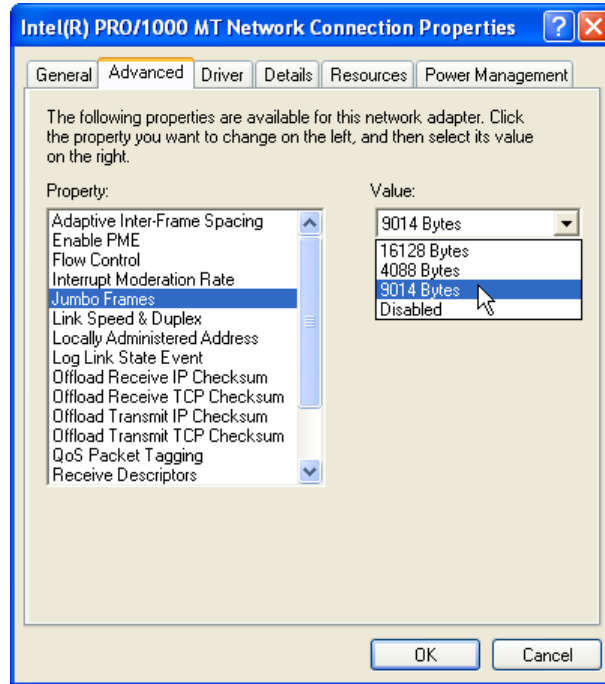 Intel(R) PRO/1000 MT Network Connection Properties
General
Advanced
Driver
Details
Resources
Power Management
The following properties are available for this network adapter. Click
the property you want to change on the left, and then select its value
on the right.
Property:
Value:
Adaptive Inter-Frame Spacing
Enable PME
Flow Control
Interrupt Moderation Rate
Jumbo Frames
Link Speed & Duplex
Locally Administered Address
Log Link State Event
Offload Receive IP Checksum
Offload Receive TCP Checksum
Offload Transmit IP Checksum
Offload Transmit TCP Checksum
QoS Packet Tagging
Receive Descriptors
9014 Bytes
16128 Bytes
4088 Bytes
9014 Bytes
Disabled
OK
Cancel